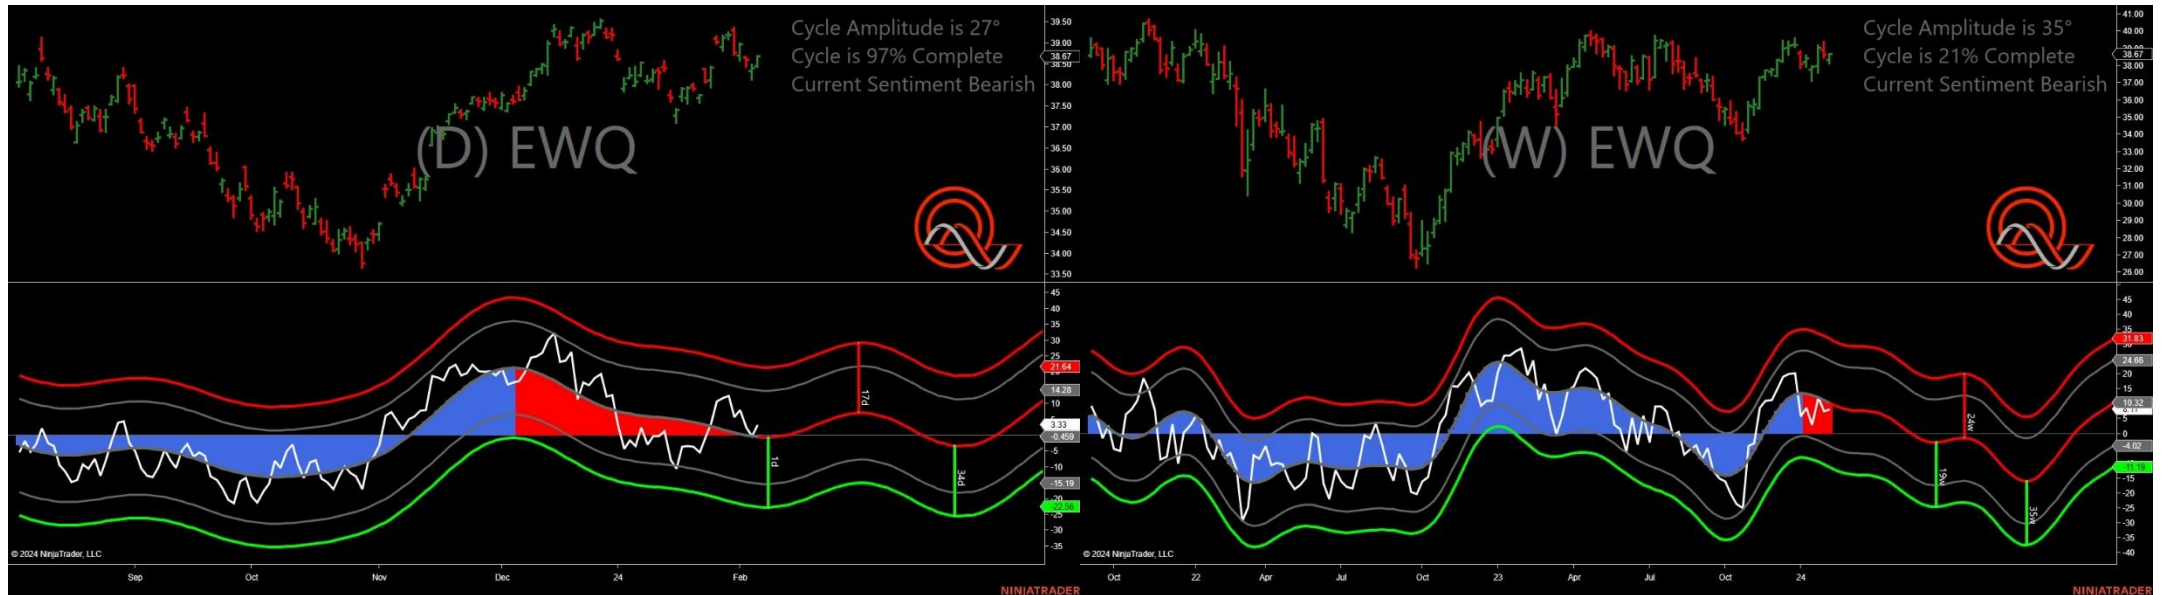 Cycle Amplitude is 27°
Cycle is 97% Complete
Current Sentiment Bearish
(D) EWQ
39.50
39.00
38.67
38.50
38.00
37.50
37.00
36.50
36.00
35.50
35.00
34.50
34.00
33.50
45
40
35
30
25
21.64
14.28
10
3.33
-0.459
-5
-10
-15.19
-20
-22.56
-25
-30
-35
1d
17d
34d
© 2024 NinjaTrader, LLC
Sep
Oct
Nov
Dec
24
Feb
NINJATRADER
Cycle Amplitude is 35°
Cycle is 21% Complete
Current Sentiment Bearish
(W) EWQ
41.00
40.00
38.67
38.00
37.00
36.00
35.00
34.00
33.00
32.00
31.00
30.00
29.00
28.00
27.00
26.00
45
40
35
31.83
24.66
20
15
10.32
5
0
-4.02
-11.19
-15
-20
-25
-30
-35
-40
19w
24w
35w
© 2024 NinjaTrader, LLC
Oct
22
Apr
Jul
Oct
23
Apr
Jul
Oct
24
NINJATRADER